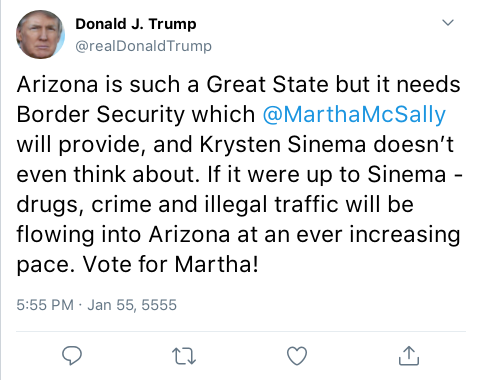 Donald J. Trump
@realDonaldTrump
Arizona is such a Great State but it needs
Border Security which @MarthaMcSally
will provide, and Krysten Sinema doesn’t
even think about. If it were up to Sinema -
drugs, crime and illegal traffic will be
flowing into Arizona at an ever increasing
pace. Vote for Martha!
5:55 PM · Jan 55, 5555